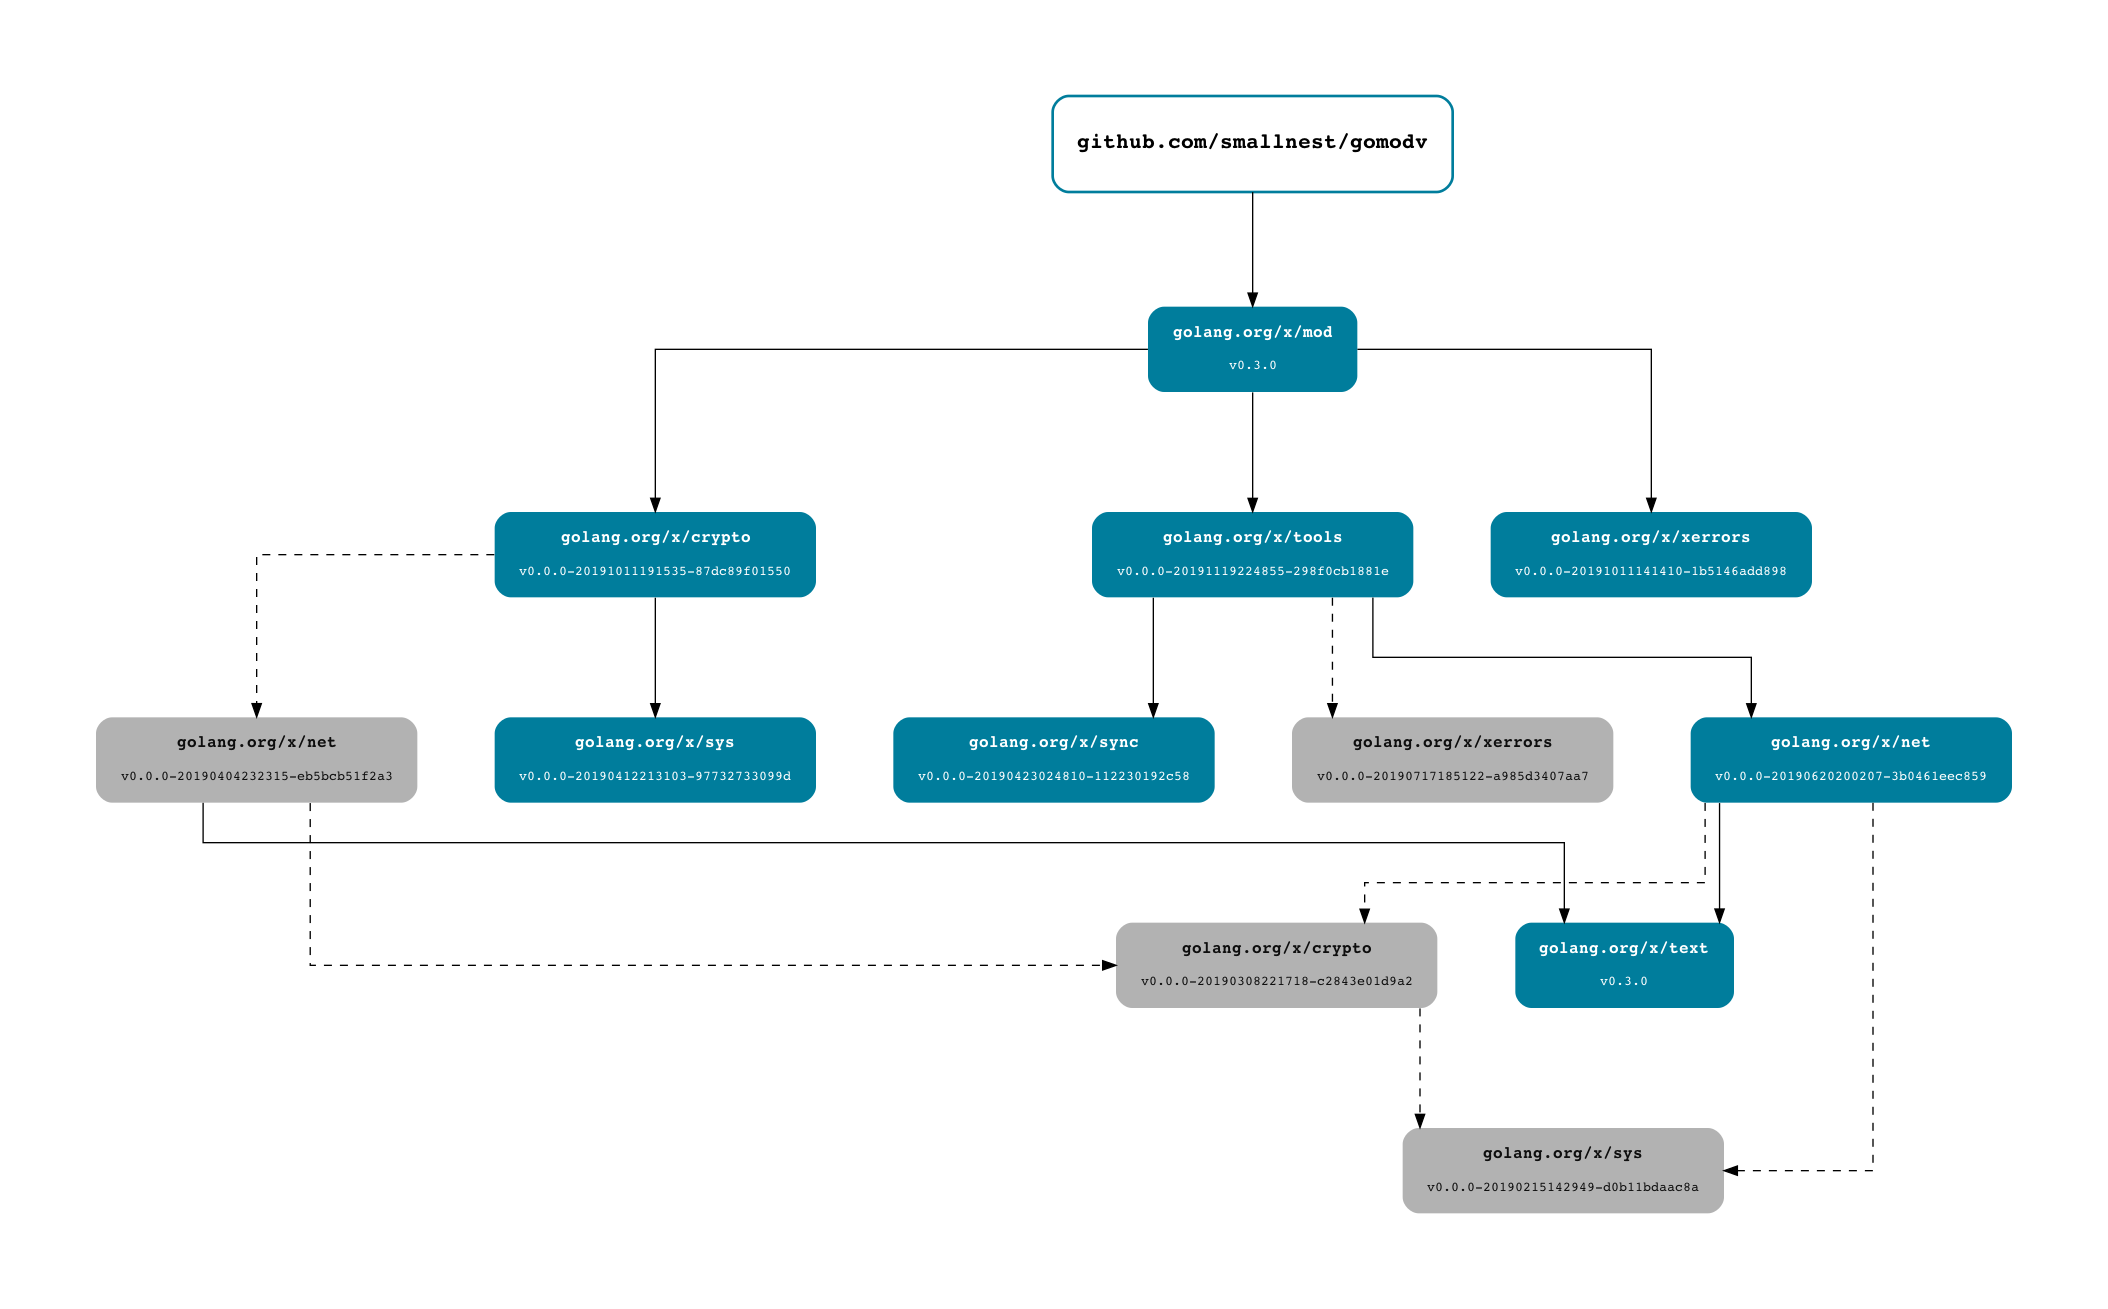 github.com/smallnest/gomodv
golang.org/x/mod
v0.3.0
golang.org/x/crypto
v0.0.0-20191011191535-87dc89f01550
golang.org/x/tools
v0.0.0-20191119224855-298f0cb1881e
golang.org/x/xerrors
v0.0.0-20191011141410-1b5146add898
golang.org/x/net
v0.0.0-20190404232315-eb5bcb51f2a3
golang.org/x/sys
v0.0.0-20190412213103-97732733099d
golang.org/x/sync
v0.0.0-20190423024810-112230192c58
golang.org/x/xerrors
v0.0.0-20190717185122-a985d3407aa7
golang.org/x/net
v0.0.0-20190620200207-3b0461eec859
golang.org/x/crypto
v0.0.0-20190308221718-c2843e01d9a2
golang.org/x/text
v0.3.0
golang.org/x/sys
v0.0.0-20190215142949-d0b11bdaac8a